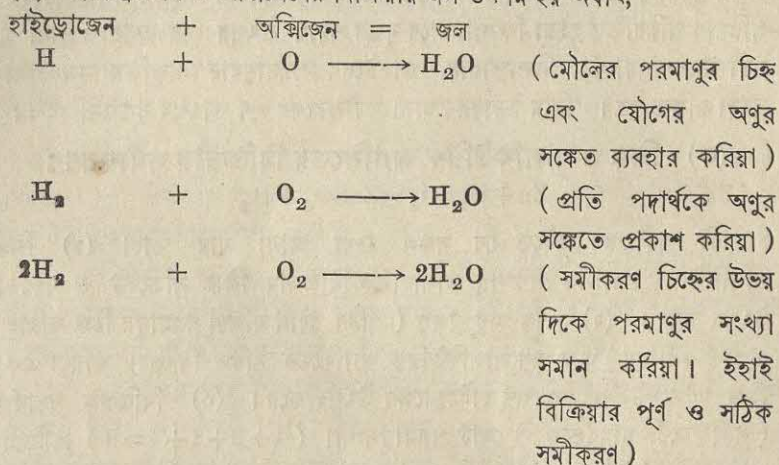 হাইড্রোজেন + অক্সিজেন = জল
H + O ⟶ H₂O ( মৌলের পরমাণুর চিহ্ন
এবং যৌগের অণুর
সঙ্কেত ব্যবহার করিয়া )
H₂ + O₂ ⟶ H₂O ( প্রতি পদার্থকে অণুর
সঙ্কেতে প্রকাশ করিয়া )
2H₂ + O₂ ⟶ 2H₂O ( সমীকরণ চিহ্নের উভয়
দিকে পরমাণুর সংখ্যা
সমান করিয়া। ইহাই
বিক্রিয়ার পূর্ণ ও সঠিক
সমীকরণ )